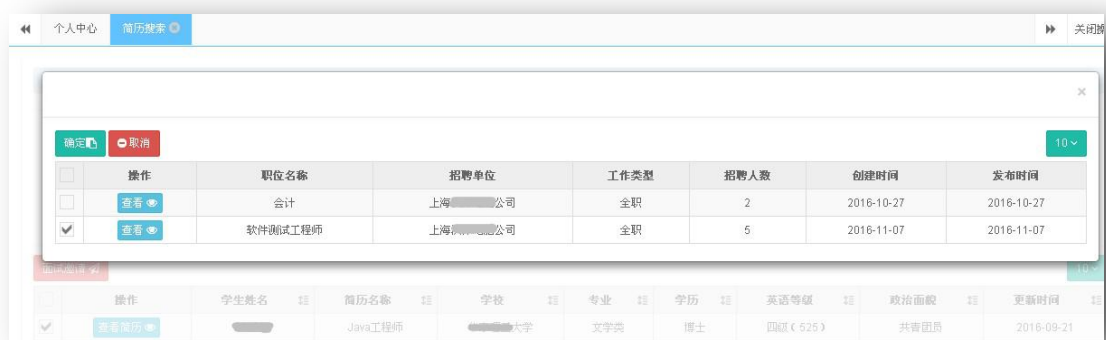 个人中心 简历搜索 关闭操
确定 取消 10
操作 职位名称 招聘单位 工作类型 招聘人数 创建时间 发布时间
查看 会计 上海 公司 全职 2 2016-10-27 2016-10-27
查看 软件测试工程师 上海 公司 全职 5 2016-11-07 2016-11-07
面试邀请 10
操作 学生姓名 简历名称 学校 专业 学历 英语等级 政治面貌 更新时间
查看简历 Java工程师 大学 文学类 博士 四级(525) 共青团员 2016-09-21